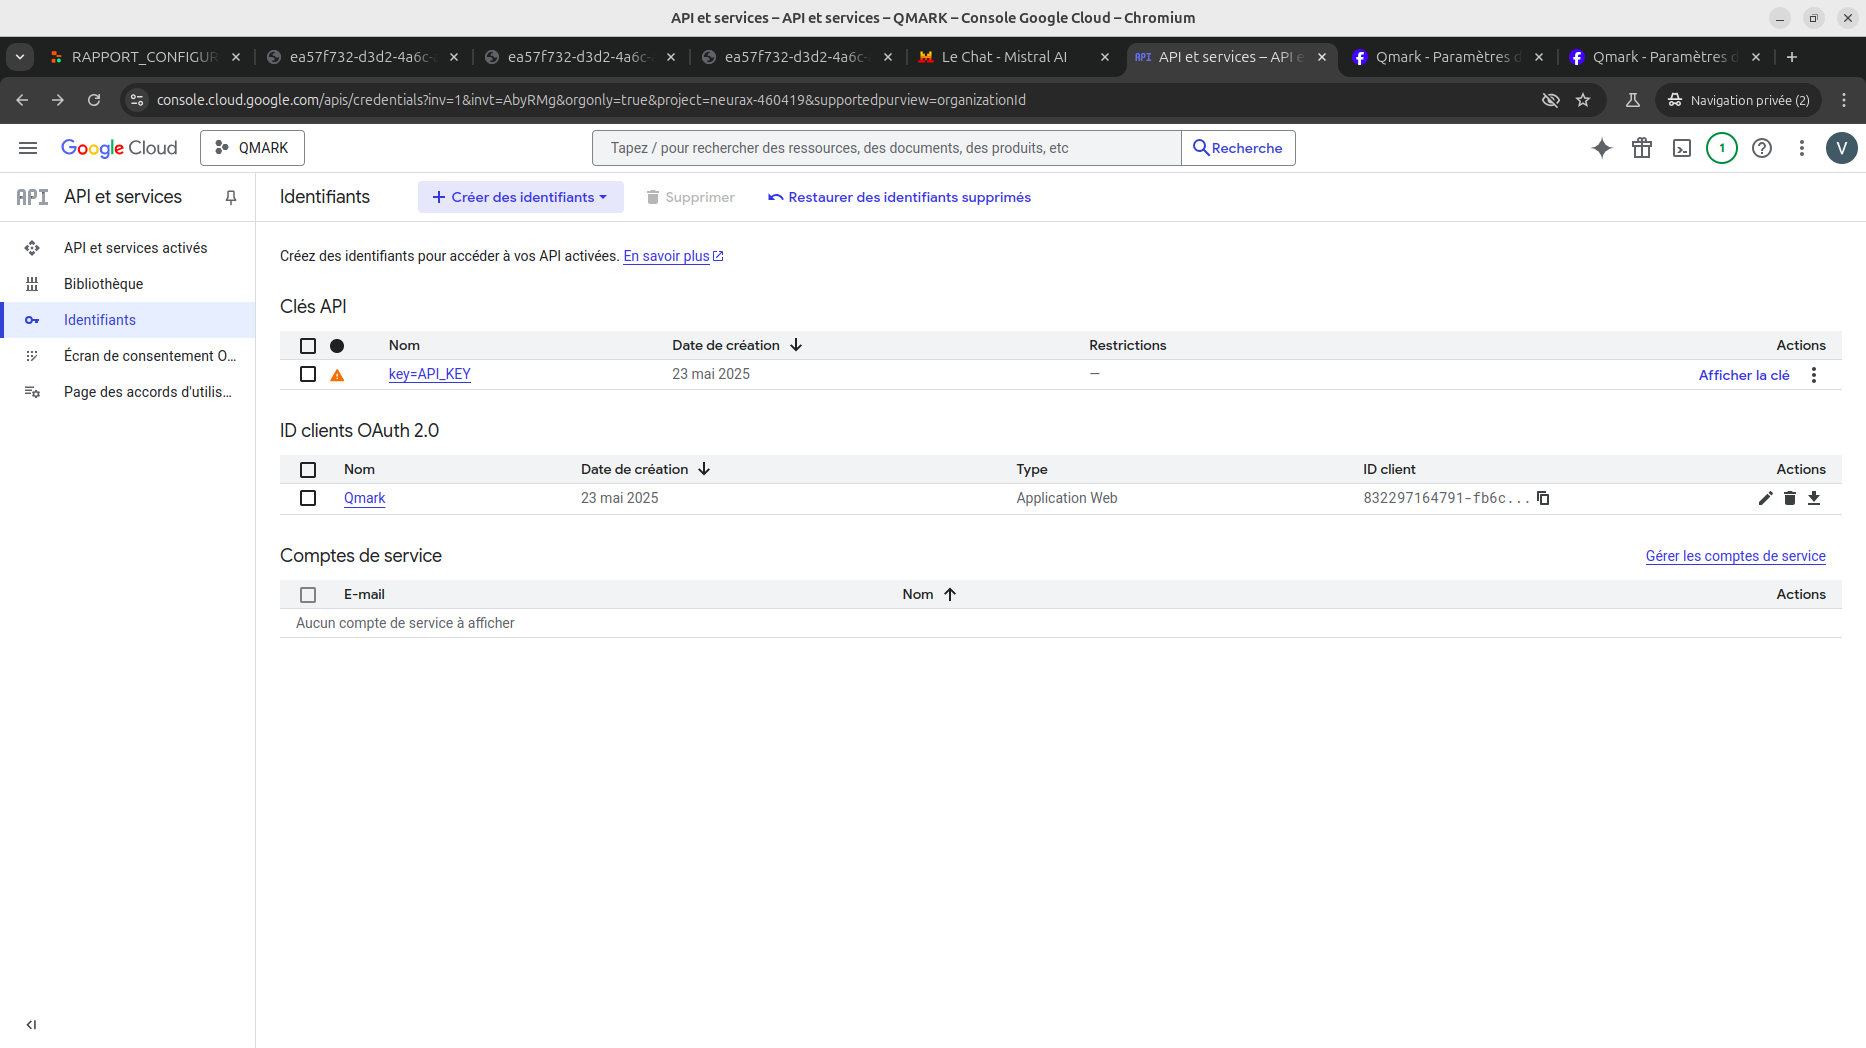 API et services – API et services – QMARK – Console Google Cloud – Chromium
RAPPORT_CONFIGUR
ea57f732-d3d2-4a6c-
ea57f732-d3d2-4a6c-
ea57f732-d3d2-4a6c-
Le Chat - Mistral AI
API API et services – API e
Qmark - Paramètres d
Qmark - Paramètres d
console.cloud.google.com/apis/credentials?inv=1&invt=AbyRMg&orgonly=true&project=neurax-460419&supportedpurview=organizationId
Navigation privée (2)
Google Cloud
QMARK
Tapez / pour rechercher des ressources, des documents, des produits, etc
Recherche
1
V
API API et services
Identifiants
Créer des identifiants
Supprimer
Restaurer des identifiants supprimés
API et services activés
Bibliothèque
Identifiants
Écran de consentement O...
Page des accords d'utilis...
Créez des identifiants pour accéder à vos API activées. En savoir plus
Clés API
Nom Date de création Restrictions Actions
key=API_KEY 23 mai 2025 — Afficher la clé
ID clients OAuth 2.0
Nom Date de création Type ID client Actions
Qmark 23 mai 2025 Application Web 832297164791-fb6c...
Comptes de service Gérer les comptes de service
E-mail Nom Actions
Aucun compte de service à afficher